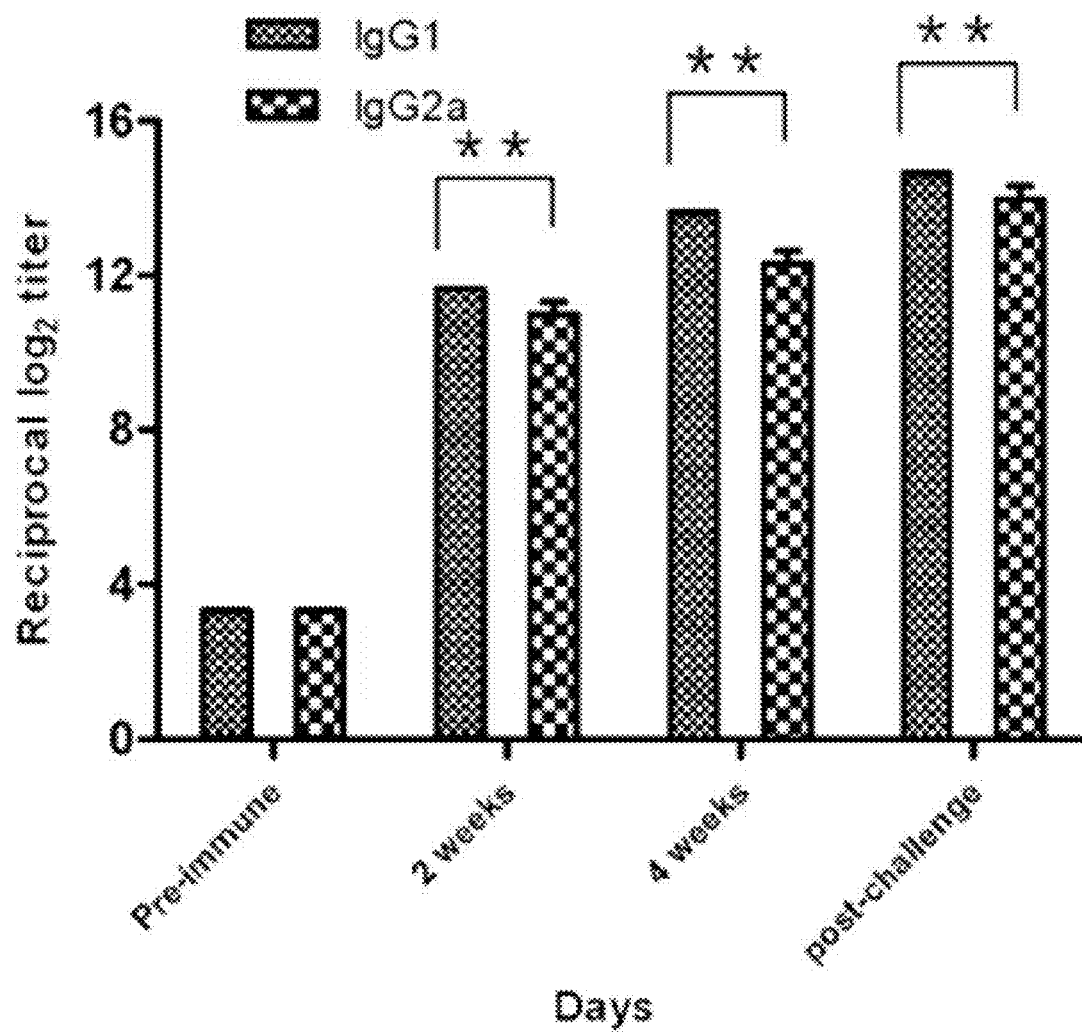 IgG1
IgG2a
** ** **
Reciprocal log₂ titer
16
12
8
4
0
Pre-immune
2 weeks
4 weeks
post-challenge
Days